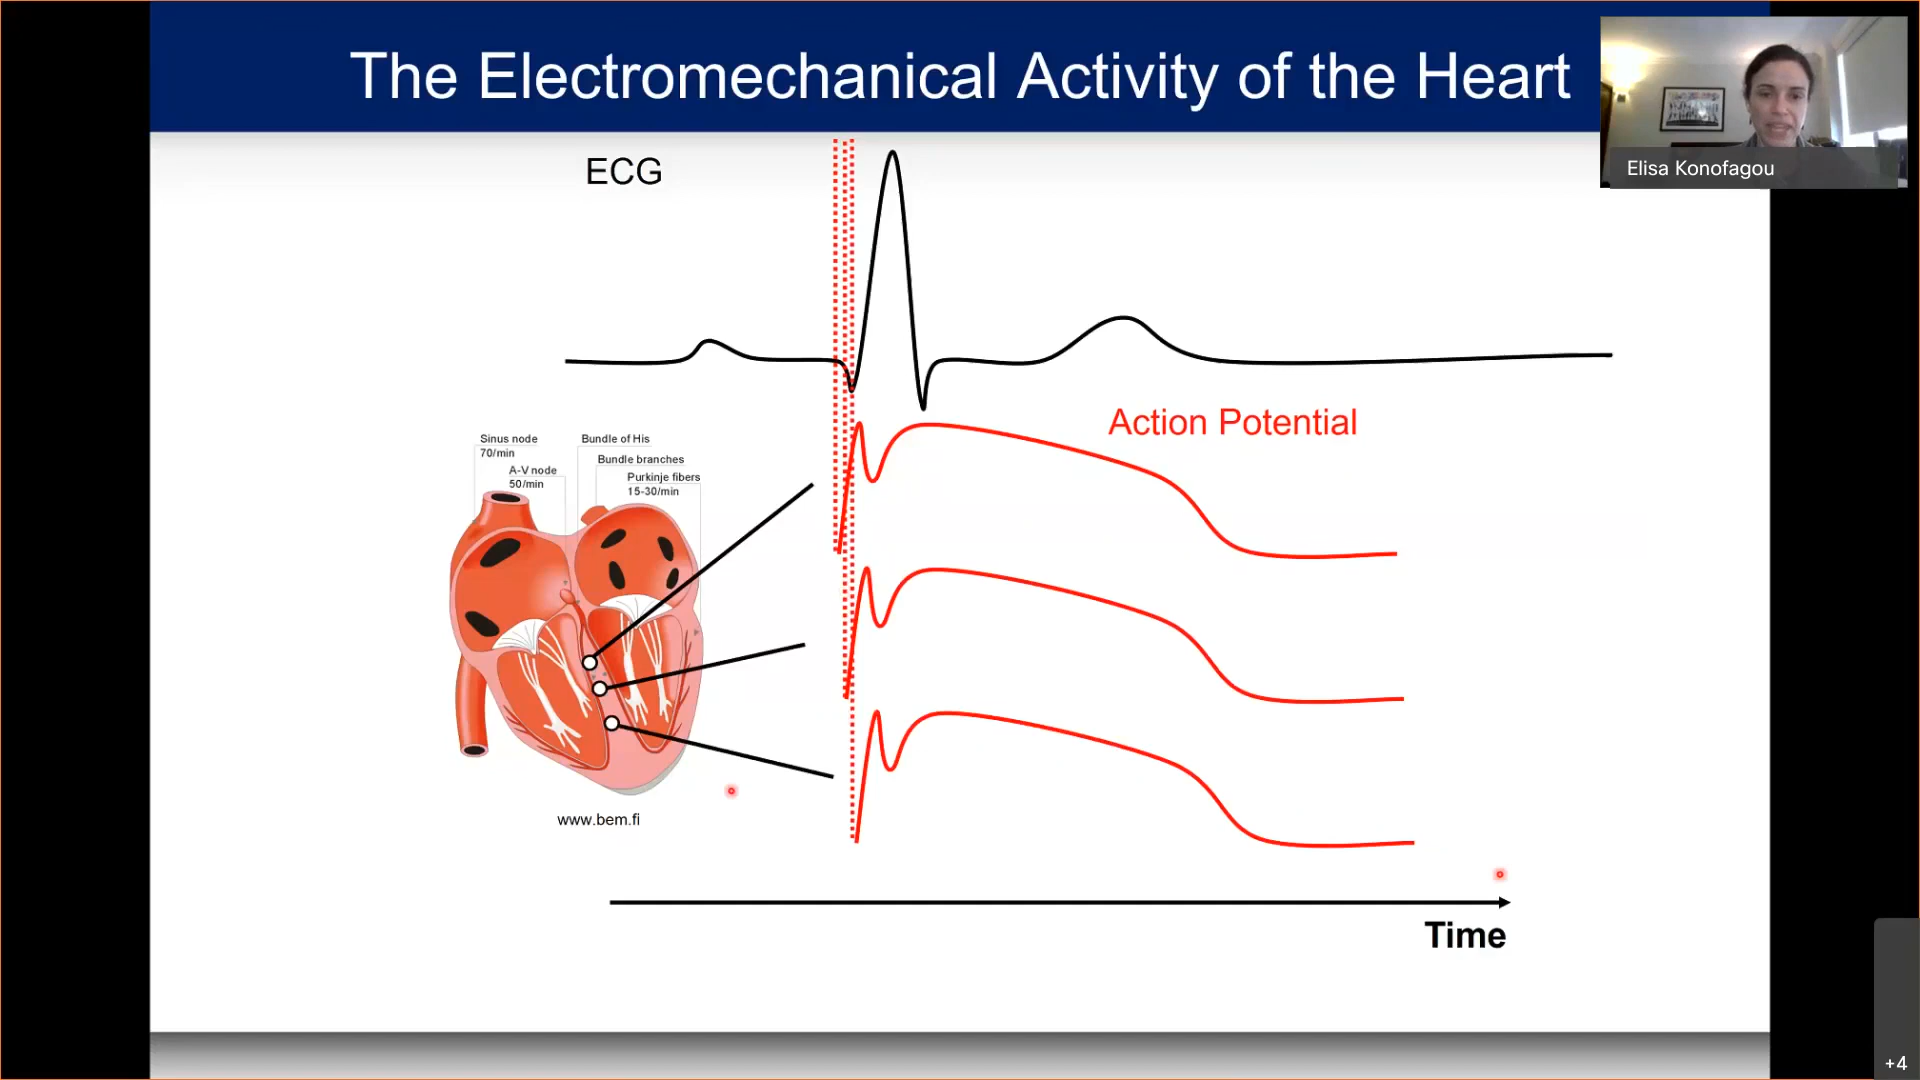 The Electromechanical Activity of the Heart
Elisa Konofagou
ECG
Action Potential
Sinus node
70/min
A-V node
50/min
Bundle of His
Bundle branches
Purkinje fibers
15-30/min
www.bem.fi
Time
+4